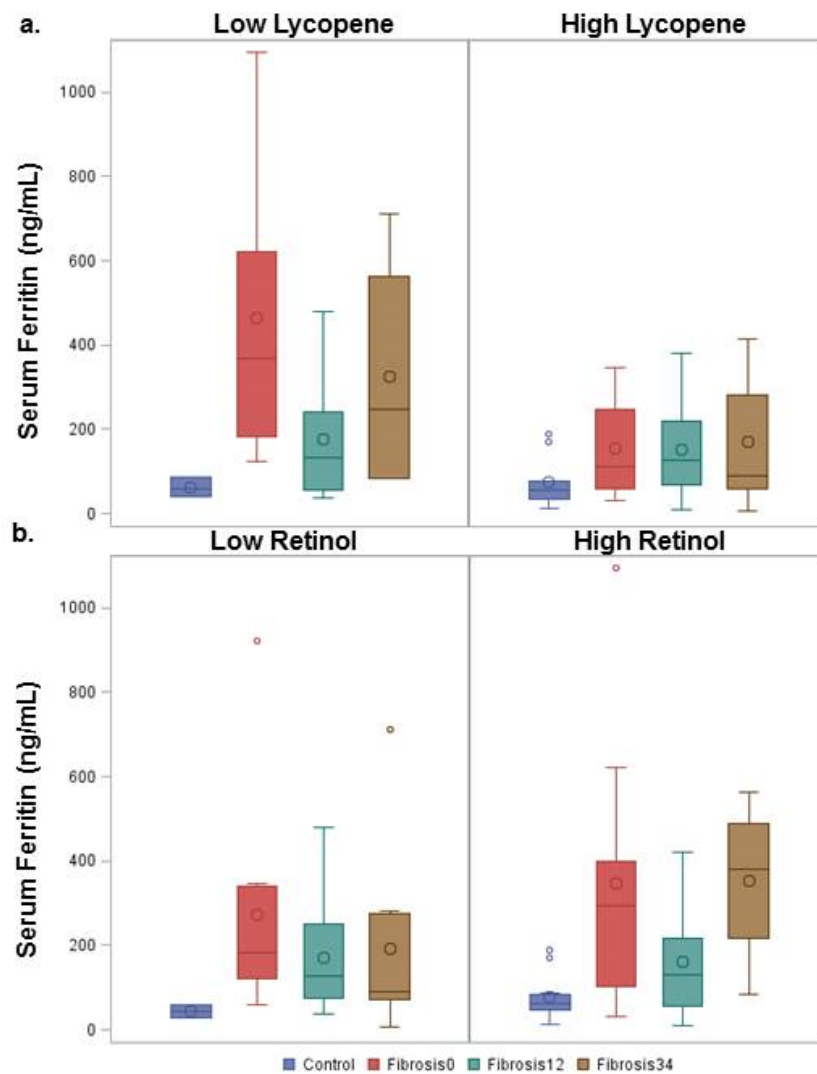 a.
Low Lycopene
High Lycopene
Serum Ferritin (ng/mL)
1000
800
600
400
200
0
b.
Low Retinol
High Retinol
Serum Ferritin (ng/mL)
1000
800
600
400
200
0
Control Fibrosis0 Fibrosis12 Fibrosis34